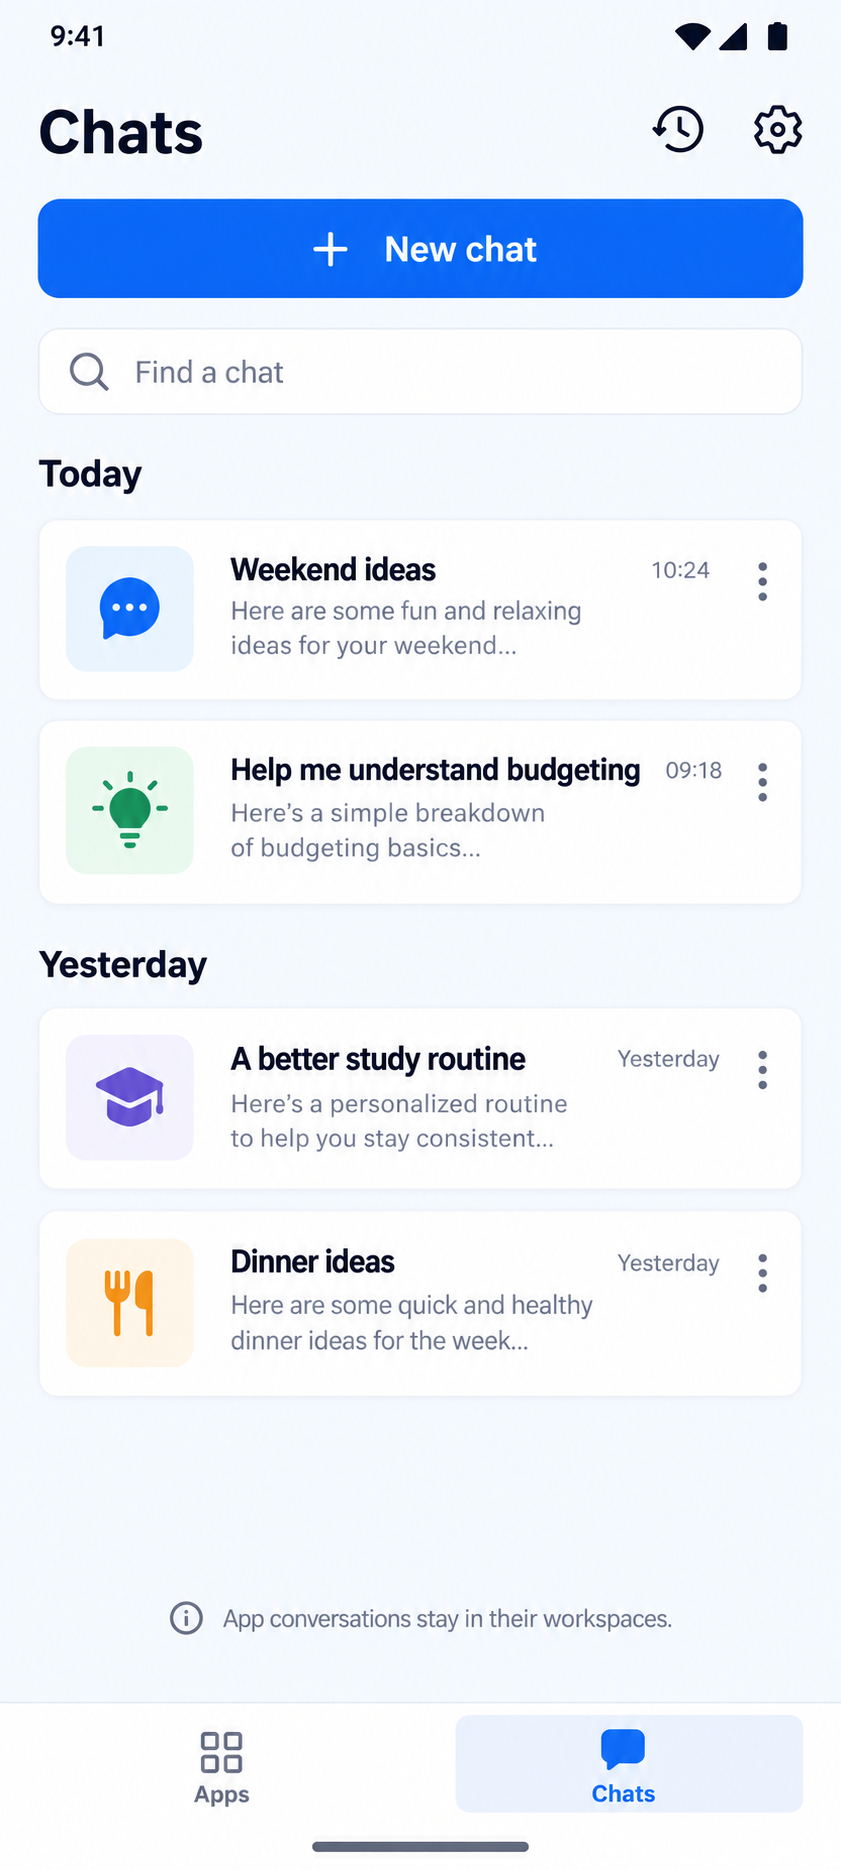 9:41
Chats
New chat
Find a chat
Today
Weekend ideas 10:24
Here are some fun and relaxing
ideas for your weekend...
Help me understand budgeting 09:18
Here’s a simple breakdown
of budgeting basics...
Yesterday
A better study routine Yesterday
Here’s a personalized routine
to help you stay consistent...
Dinner ideas Yesterday
Here are some quick and healthy
dinner ideas for the week...
App conversations stay in their workspaces.
Apps Chats